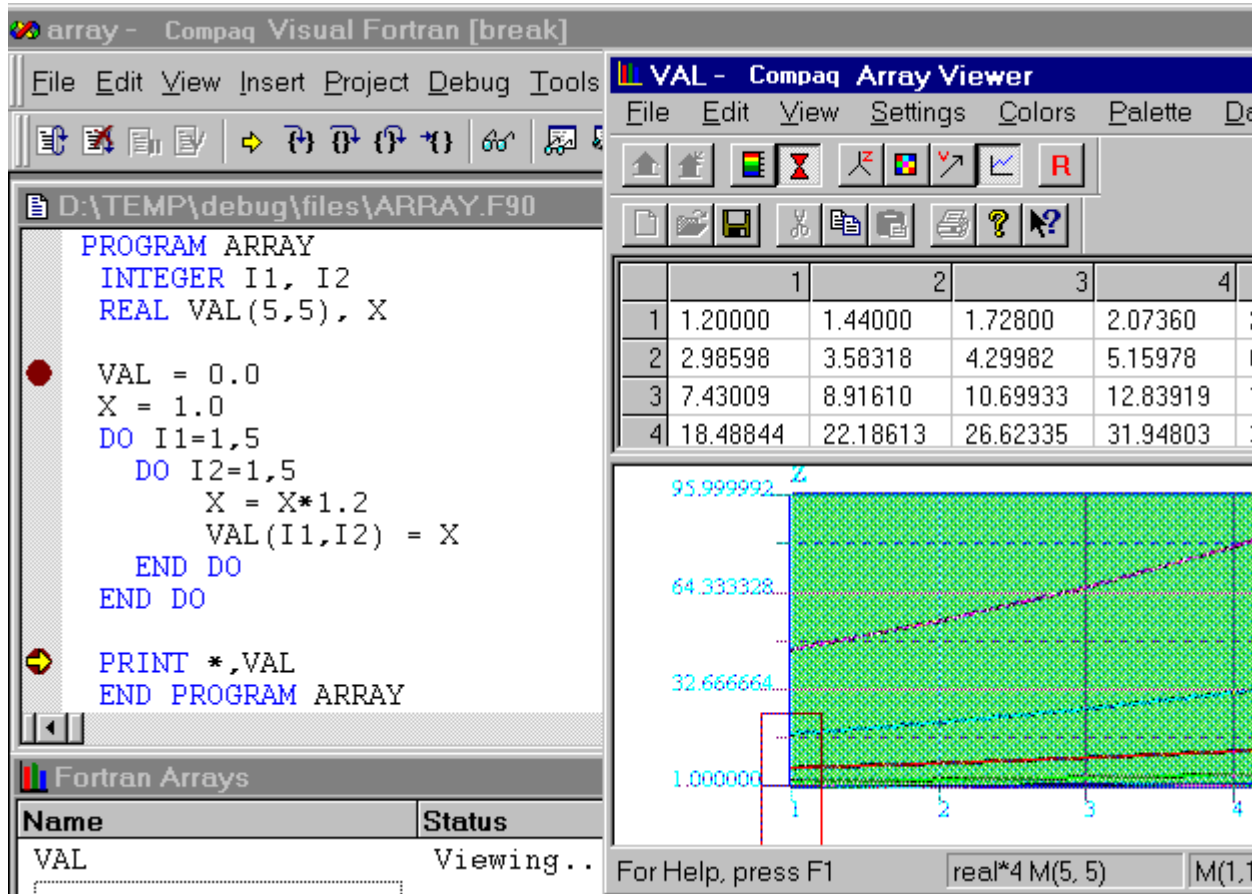 array - Compaq Visual Fortran [break]
File Edit View Insert Project Debug Tools
D:\TEMP\debug\files\ARRAY.F90
PROGRAM ARRAY
INTEGER I1, I2
REAL VAL(5,5), X
VAL = 0.0
X = 1.0
DO I1=1,5
DO I2=1,5
X = X*1.2
VAL(I1,I2) = X
END DO
END DO
PRINT *,VAL
END PROGRAM ARRAY
Fortran Arrays
Name Status
VAL Viewing..
VAL - Compaq Array Viewer
File Edit View Settings Colors Palette Da
Z V R
1 2 3 4
1 1.20000 1.44000 1.72800 2.07360
2 2.98598 3.58318 4.29982 5.15978
3 7.43009 8.91610 10.69933 12.83919
4 18.48844 22.18613 26.62335 31.94803
Z
95.999992
64.333328
32.666664
1.000000
1 2 3 4
For Help, press F1 real*4 M(5, 5) M(1,1